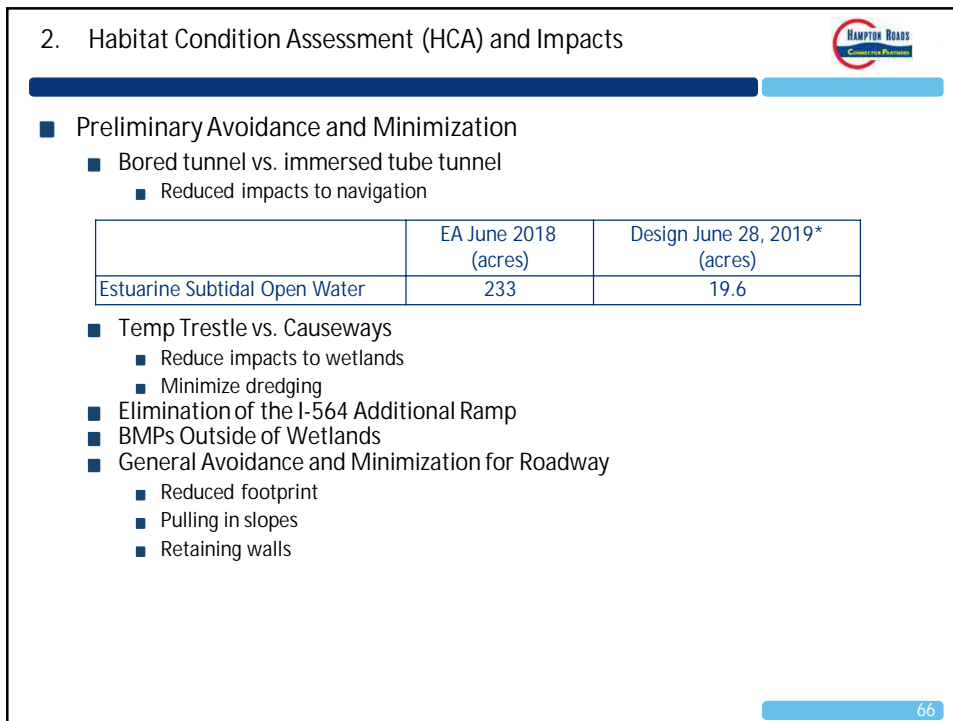 2. Habitat Condition Assessment (HCA) and Impacts
HAMPTON ROADS
CONNECTOR PARTNERS
Preliminary Avoidance and Minimization
Bored tunnel vs. immersed tube tunnel
Reduced impacts to navigation
EA June 2018 Design June 28, 2019*
(acres) (acres)
Estuarine Subtidal Open Water 233 19.6
Temp Trestle vs. Causeways
Reduce impacts to wetlands
Minimize dredging
Elimination of the I-564 Additional Ramp
BMPs Outside of Wetlands
General Avoidance and Minimization for Roadway
Reduced footprint
Pulling in slopes
Retaining walls
66